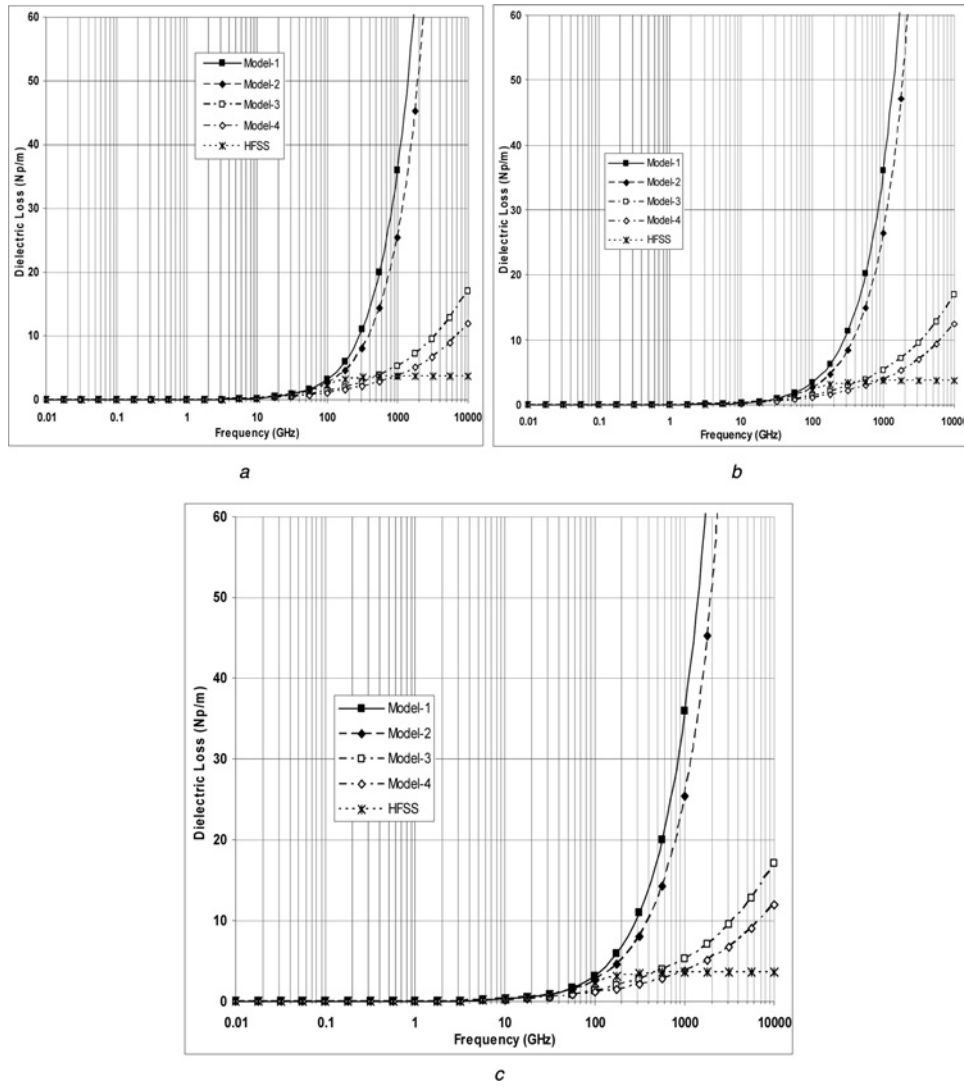 60
50
40
30
20
10
0
Dielectric Loss (Np/m)
Model-1
Model-2
Model-3
Model-4
HFSS
0.01 0.1 1 10 100 1000 10000
Frequency (GHz)
a
60
50
40
30
20
10
0
Dielectric Loss (Np/m)
Model-1
Model-2
Model-3
Model-4
HFSS
0.01 0.1 1 10 100 1000 10000
Frequency (GHz)
b
60
50
40
30
20
10
0
Dielectric Loss (Np/m)
Model-1
Model-2
Model-3
Model-4
HFSS
0.01 0.1 1 10 100 1000 10000
Frequency (GHz)
c